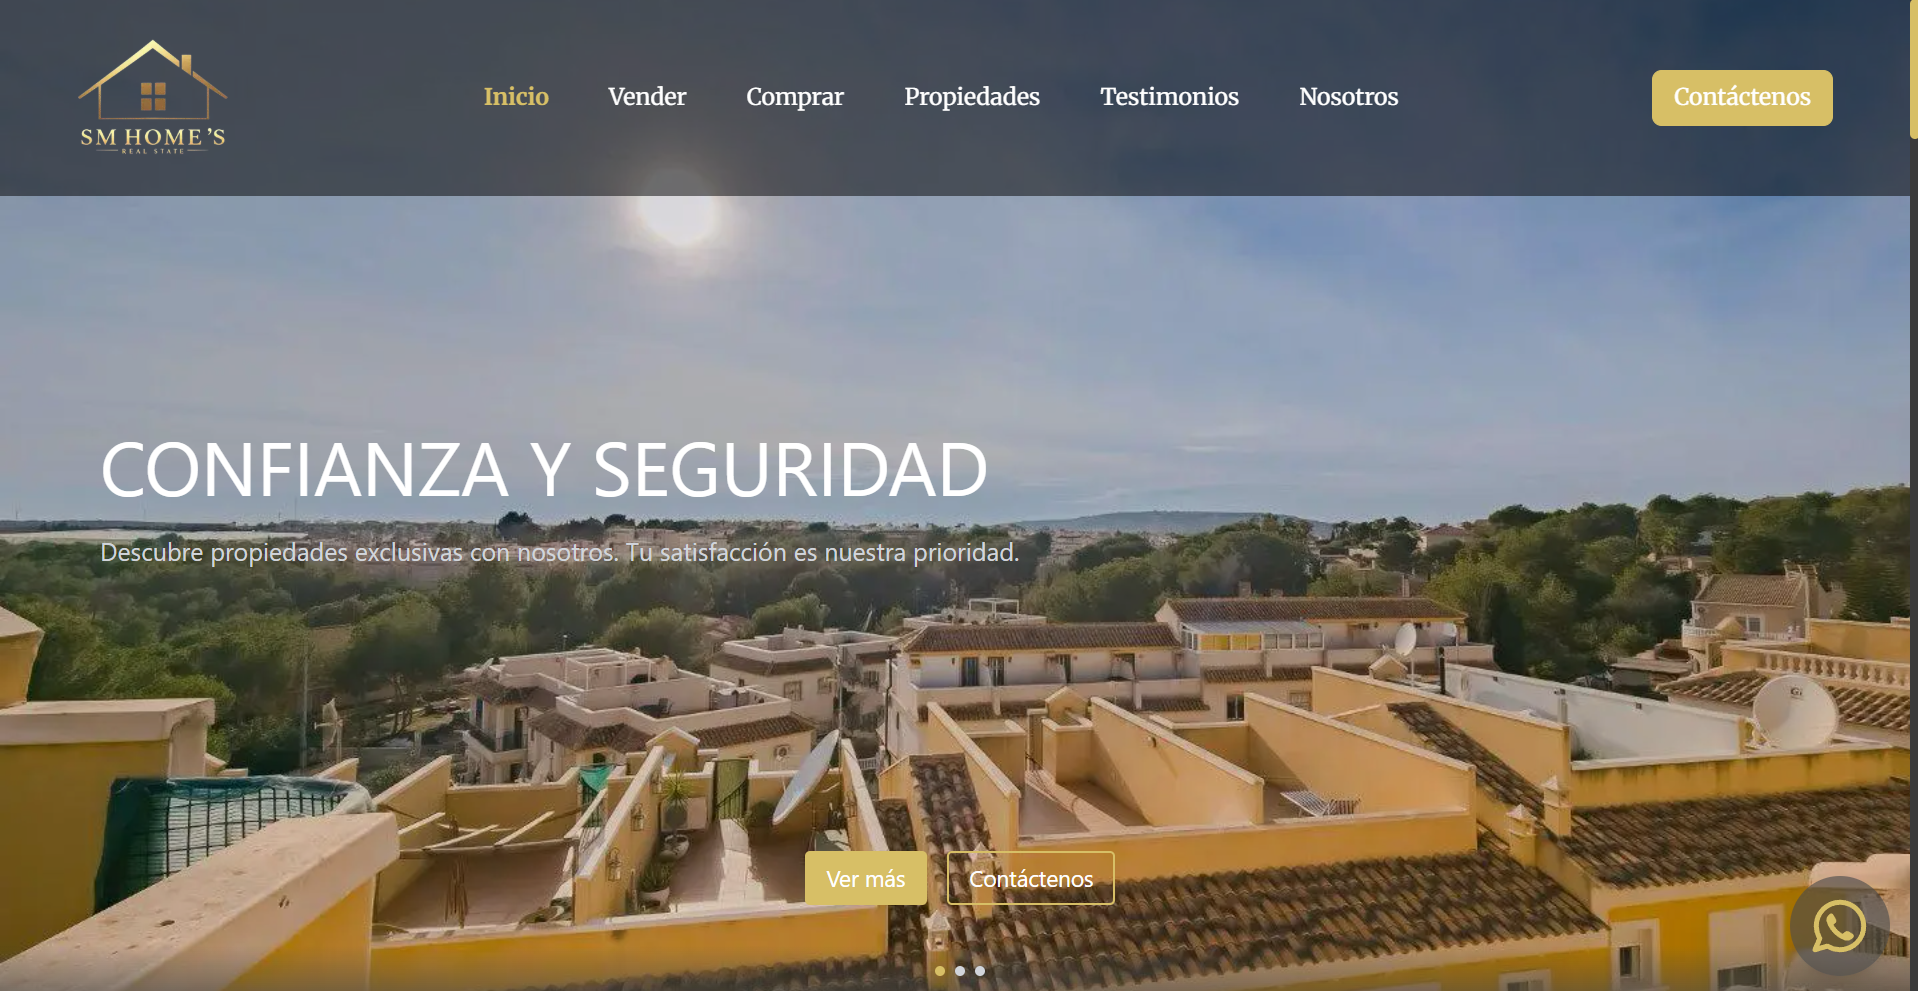 SM HOME'S
REAL STATE
Inicio
Vender
Comprar
Propiedades
Testimonios
Nosotros
Contáctenos
CONFIANZA Y SEGURIDAD
Descubre propiedades exclusivas con nosotros. Tu satisfacción es nuestra prioridad.
Ver más
Contáctenos